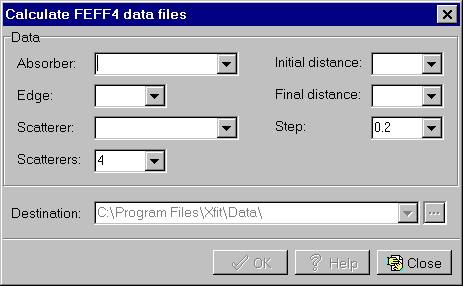 Calculate FEFF4 data files
Data
Absorber:
Initial distance:
Edge:
Final distance:
Scatterer:
Step: 0.2
Scatterers: 4
Destination: C:\Program Files\Xfit\Data\ ...
OK ? Help Close